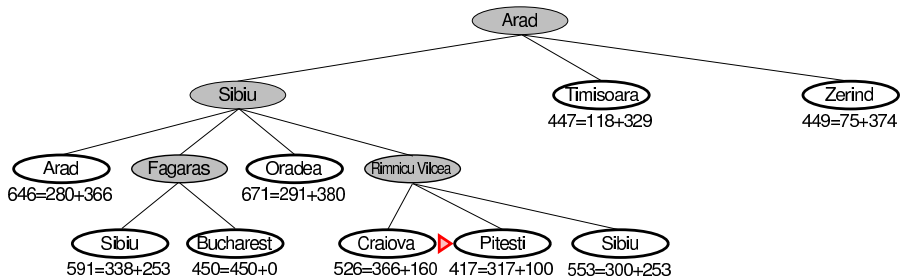 Arad
Sibiu Timisoara Zerind
447=118+329 449=75+374
Arad Fagaras Oradea Rimnicu Vilcea
646=280+366 671=291+380
Sibiu Bucharest Craiova Pitesti Sibiu
591=338+253 450=450+0 526=366+160 417=317+100 553=300+253